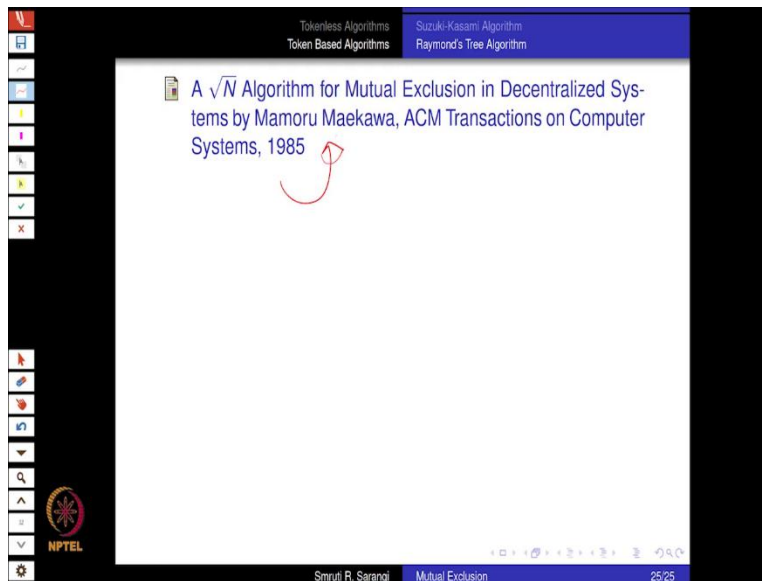 Tokenless Algorithms
Token Based Algorithms
Suzuki-Kasami Algorithm
Raymond's Tree Algorithm
A √N Algorithm for Mutual Exclusion in Decentralized Sys-
tems by Mamoru Maekawa, ACM Transactions on Computer
Systems, 1985
NPTEL
Smruti R. Sarangi
Mutual Exclusion
25/25